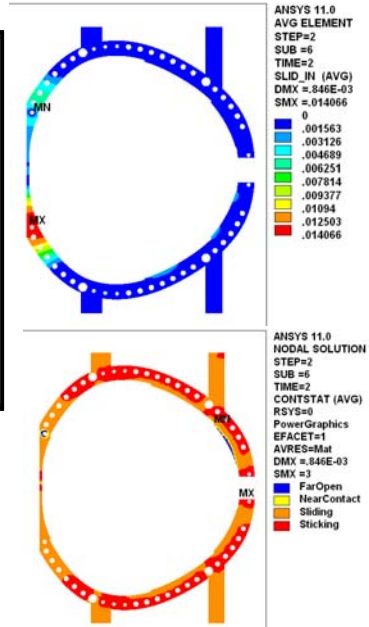 ANSYS 11.0
AVG ELEMENT
STEP=2
SUB =6
TIME=2
SLID_IN (AVG)
DMX =.846E-03
SMX =.014066
0
.001563
.003126
.004689
.006251
.007814
.009377
.01094
.012503
.014066
MN
MX
ANSYS 11.0
NODAL SOLUTION
STEP=2
SUB =6
TIME=2
CONTSTAT (AVG)
RSYS=0
PowerGraphics
EFACET=1
AVRES=Mat
DMX =.846E-03
SMX =3
FarOpen
NearContact
Sliding
Sticking
MN
MX